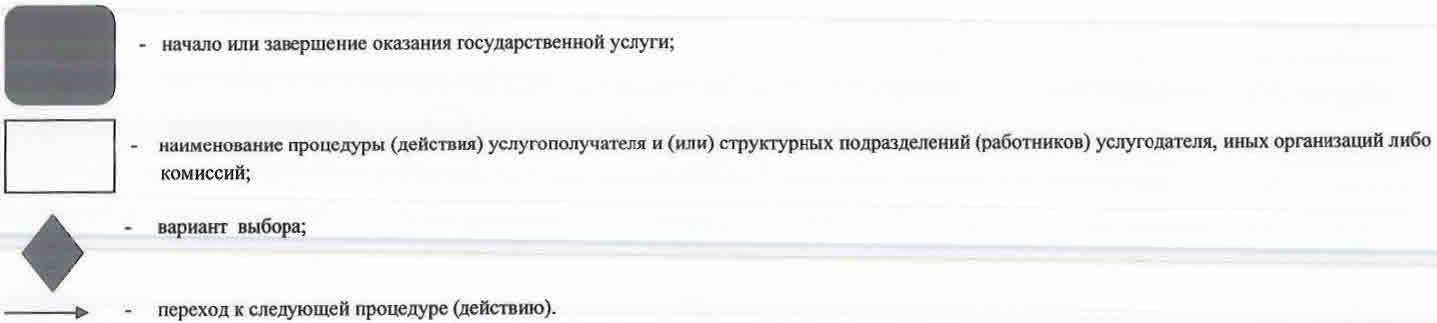 - начало или завершение оказания государственной услуги;
- наименование процедуры (действия) услугополучателя и (или) структурных подразделений (работников) услугодателя, иных организаций либо
комиссий;
- вариант выбора;
- переход к следующей процедуре (действию).